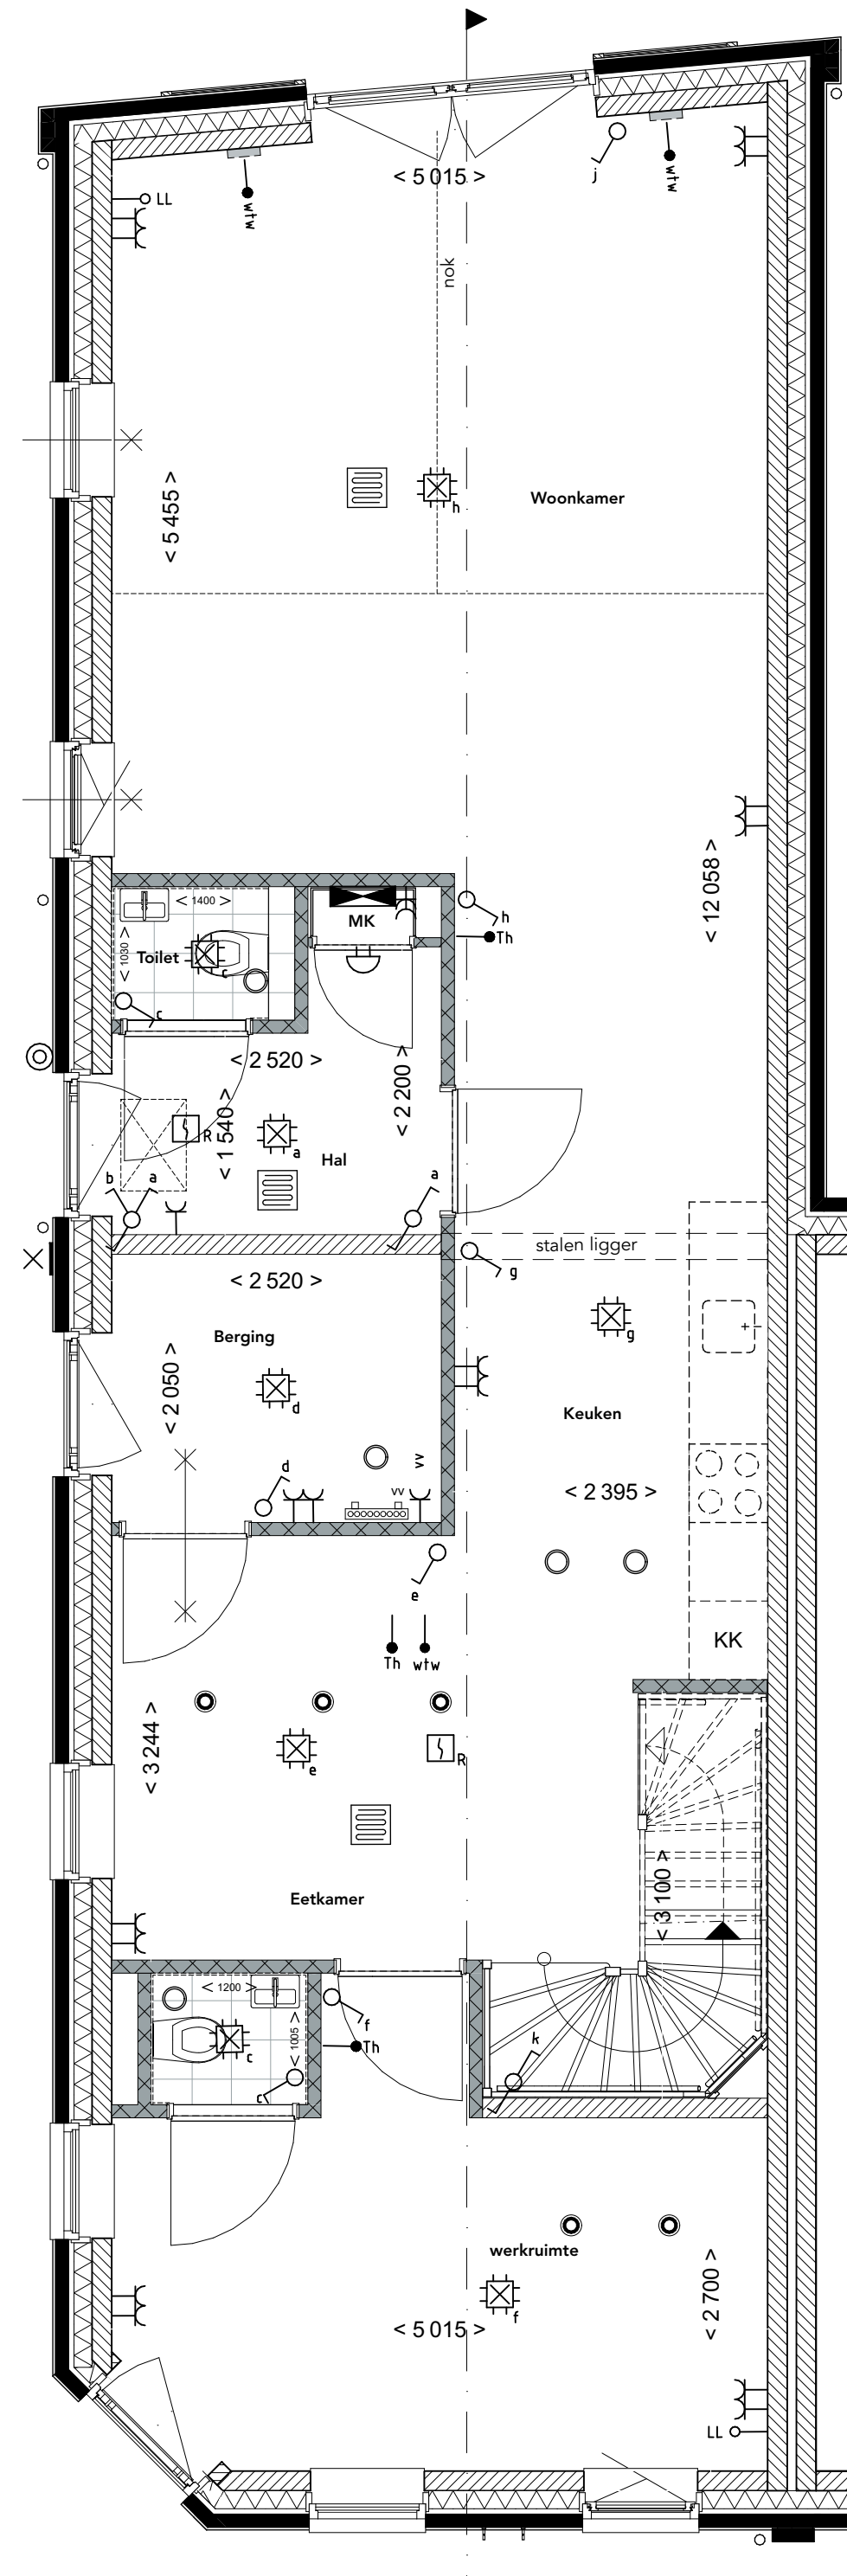 < 5 015 >
j
wtw
wtw
LL
nok
Woonkamer
h
< 5 455 >
< 12 058 >
< 1400 >
MK
h
Th
Toilet
< 1030 >
c
c
< 2 520 >
< 2 200 >
< 1 540 >
R
a
Hal
b
a
a
stalen ligger
g
< 2 520 >
g
Berging
< 2 050 >
d
Keuken
d
vv
vv
< 2 395 >
e
KK
Th
wtw
< 3 244 >
e
R
< 3 100 >
Eetkamer
< 1200 >
f
< 1005 >
c
Th
k
c
werkruimte
f
< 2 700 >
< 5 015 >
LL